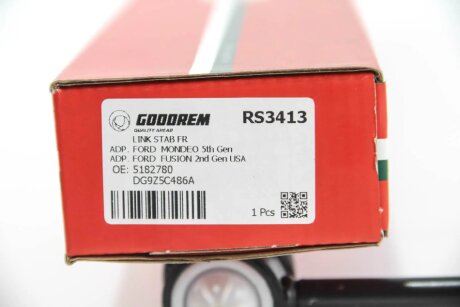 GOODREM RS3413
QUALITY AHEAD
LINK STAB FR
ADP. FORD MONDEO 5th Gen
ADP. FORD FUSION 2nd Gen USA
OE: 5182780
DG9Z5C486A
1 Pcs